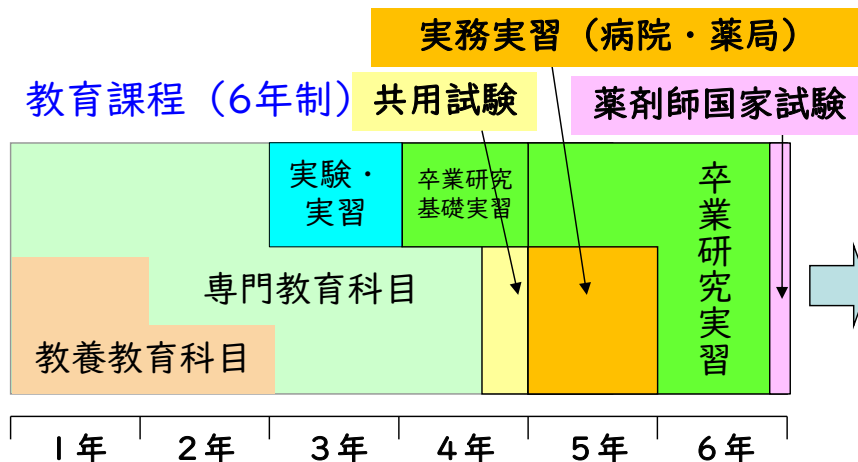 実務実習（病院・薬局）
教育課程（6年制）
共用試験
薬剤師国家試験
実験・
実習
卒業研究
基礎実習
卒業研究実習
専門教育科目
教養教育科目
1年
2年
3年
4年
5年
6年